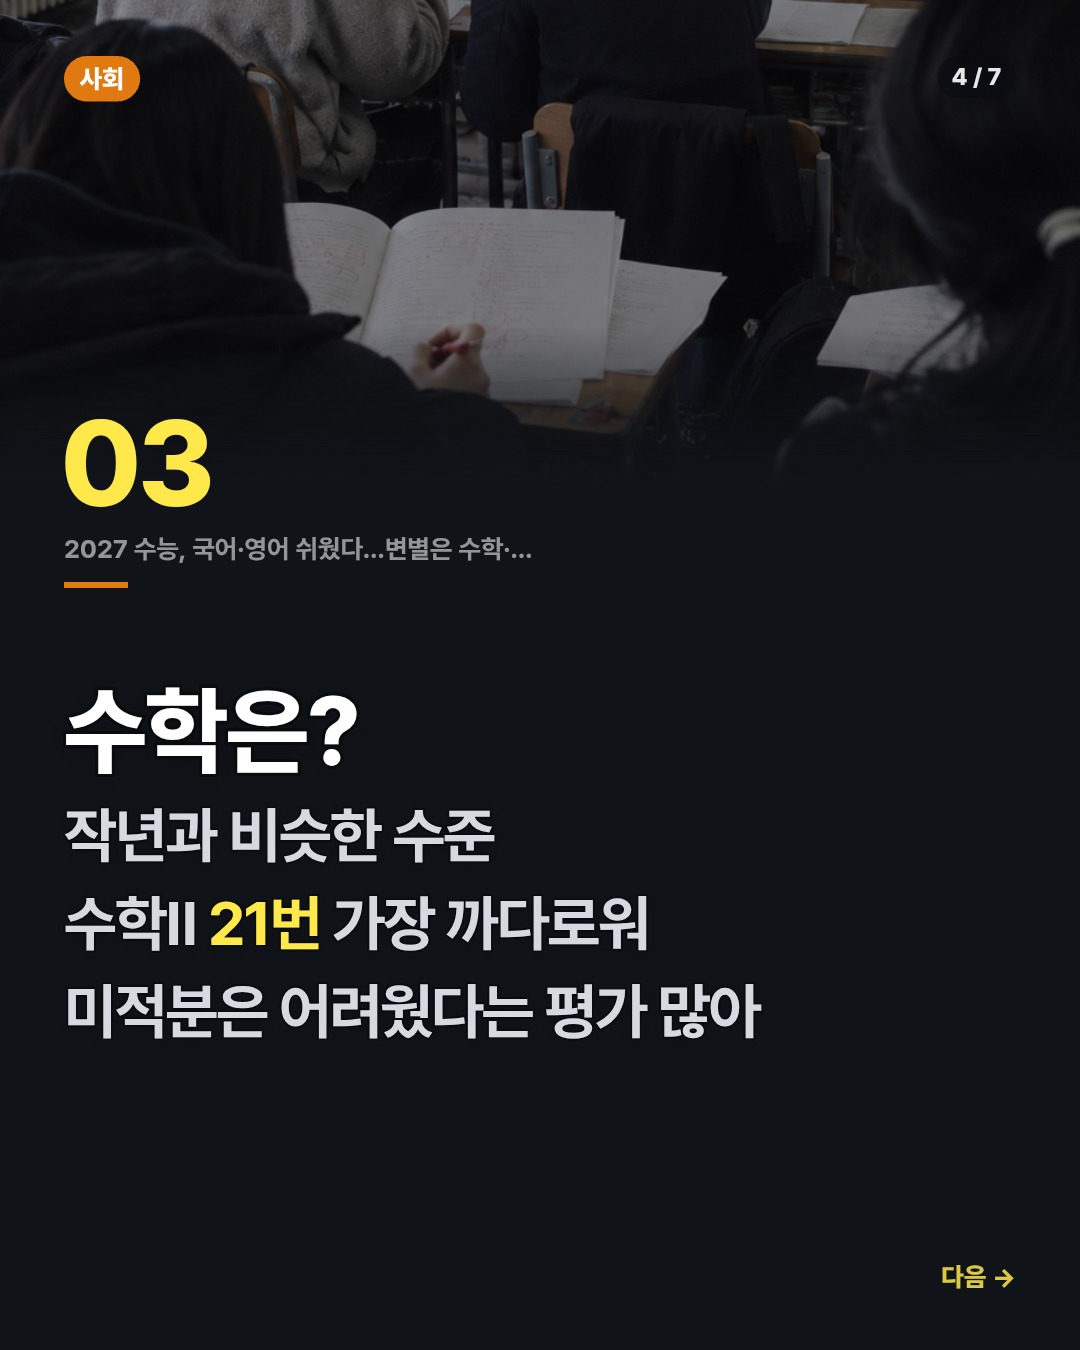 사회
4 / 7
03
2027 수능, 국어·영어 쉬웠다...변별은 수학·...
수학은?
작년과 비슷한 수준
수학II 21번 가장 까다로워
미적분은 어려웠다는 평가 많아
다음 →